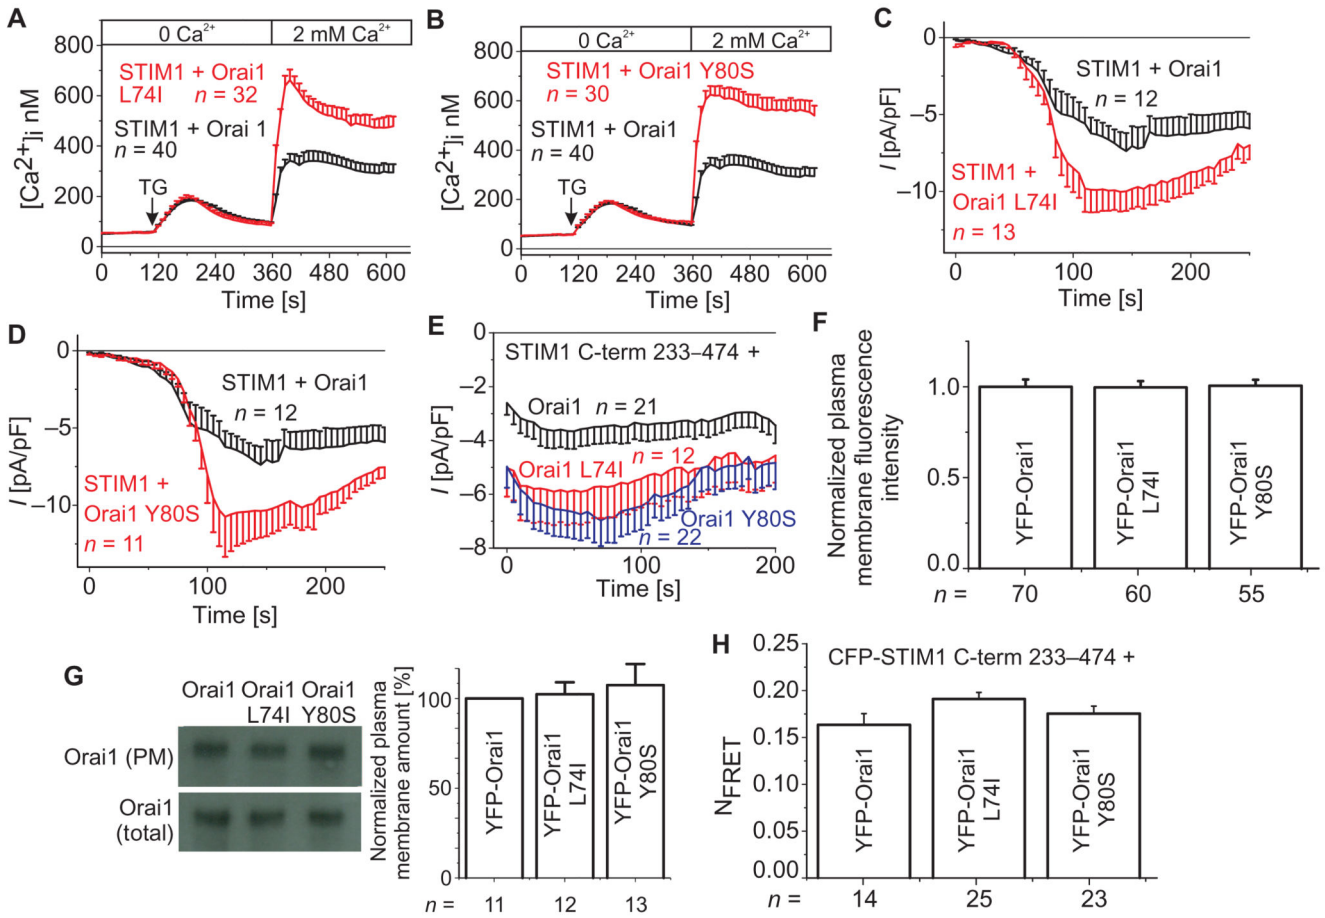 A
0 Ca²⁺
2 mM Ca²⁺
800
600
400
200
0
[Ca2+]i nM
STIM1 + Orai1
L74I n = 32
STIM1 + Orai 1
n = 40
TG
0 120 240 360 480 600
Time [s]
B
0 Ca²⁺
2 mM Ca²⁺
800
600
400
200
0
[Ca2+]i nM
STIM1 + Orai1 Y80S
n = 30
STIM1 + Orai1
n = 40
TG
0 120 240 360 480 600
Time [s]
C
0
−5
−10
I [pA/pF]
STIM1 + Orai1
n = 12
STIM1 +
Orai1 L74I
n = 13
0 100 200
Time [s]
D
0
−5
−10
I [pA/pF]
STIM1 + Orai1
n = 12
STIM1 +
Orai1 Y80S
n = 11
0 100 200
Time [s]
E
0
−2
−4
−6
−8
I [pA/pF]
STIM1 C-term 233–474 +
Orai1 n = 21
Orai1 L74I n = 12
Orai1 Y80S
n = 22
0 100 200
Time [s]
F
Normalized plasma
membrane fluorescence
intensity
1.0
0.5
0.0
YFP-Orai1
YFP-Orai1
L74I
YFP-Orai1
Y80S
n = 70 60 55
G
Orai1 Orai1 Orai1
L74I Y80S
Orai1 (PM)
Orai1
(total)
Normalized plasma
membrane amount [%]
100
50
0
YFP-Orai1
YFP-Orai1
L74I
YFP-Orai1
Y80S
n = 11 12 13
H
CFP-STIM1 C-term 233–474 +
0.25
0.20
0.15
0.10
0.05
0.00
NFRET
YFP-Orai1
YFP-Orai1
L74I
YFP-Orai1
Y80S
n = 14 25 23